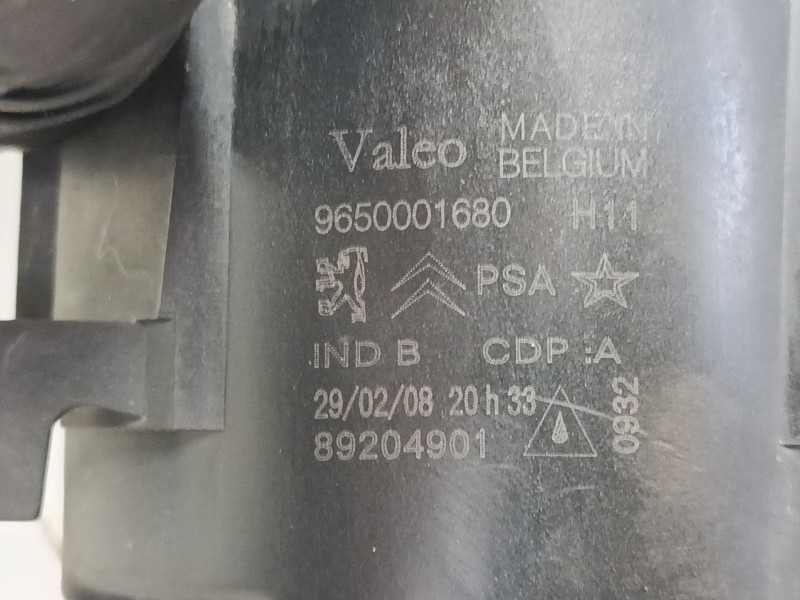 Valeo MADE IN
BELGIUM
9650001680 H11
PSA
IND B CDP :A
29/02/08 20 h 33
89204901
0932